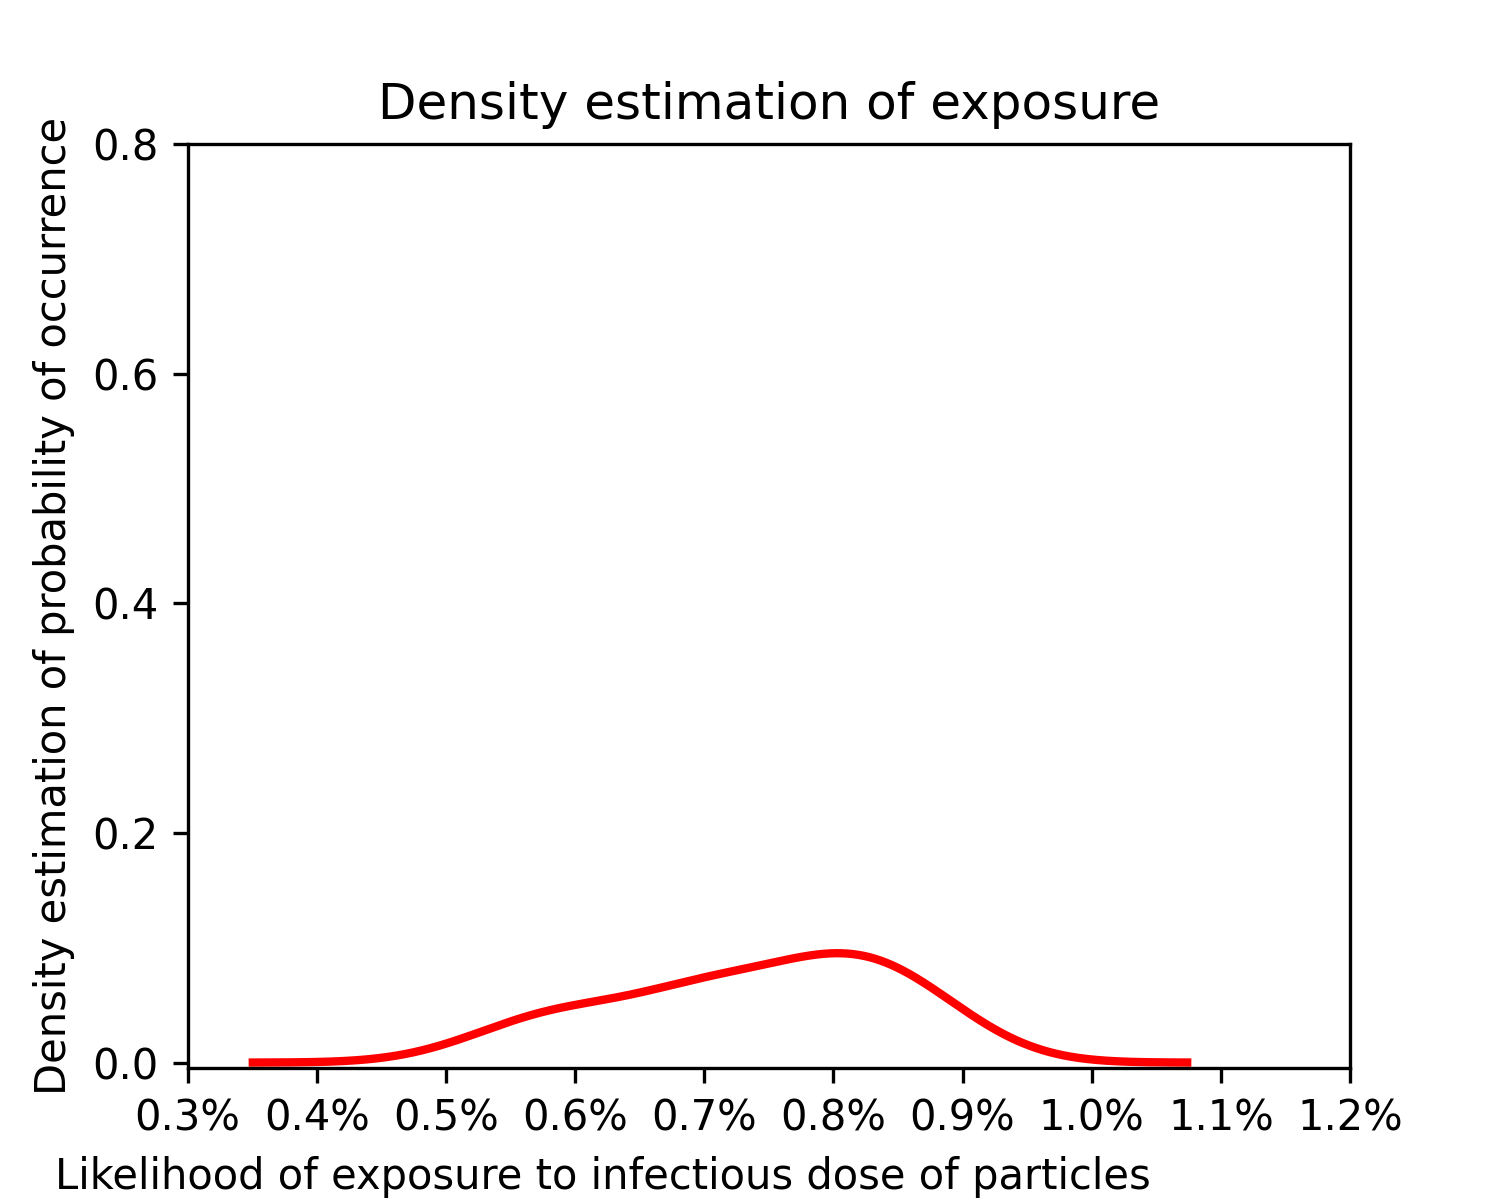 Density estimation of exposure
Density estimation of probability of occurrence
0.8
0.6
0.4
0.2
0.0
0.3% 0.4% 0.5% 0.6% 0.7% 0.8% 0.9% 1.0% 1.1% 1.2%
Likelihood of exposure to infectious dose of particles